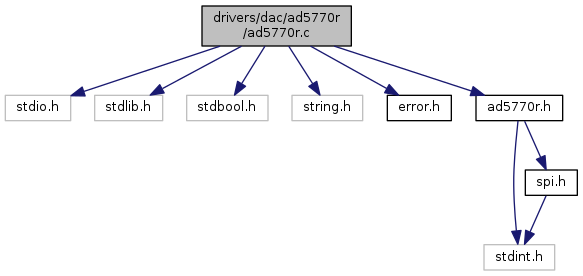 drivers/dac/ad5770r
/ad5770r.c
stdio.h
stdlib.h
stdbool.h
string.h
error.h
ad5770r.h
spi.h
stdint.h